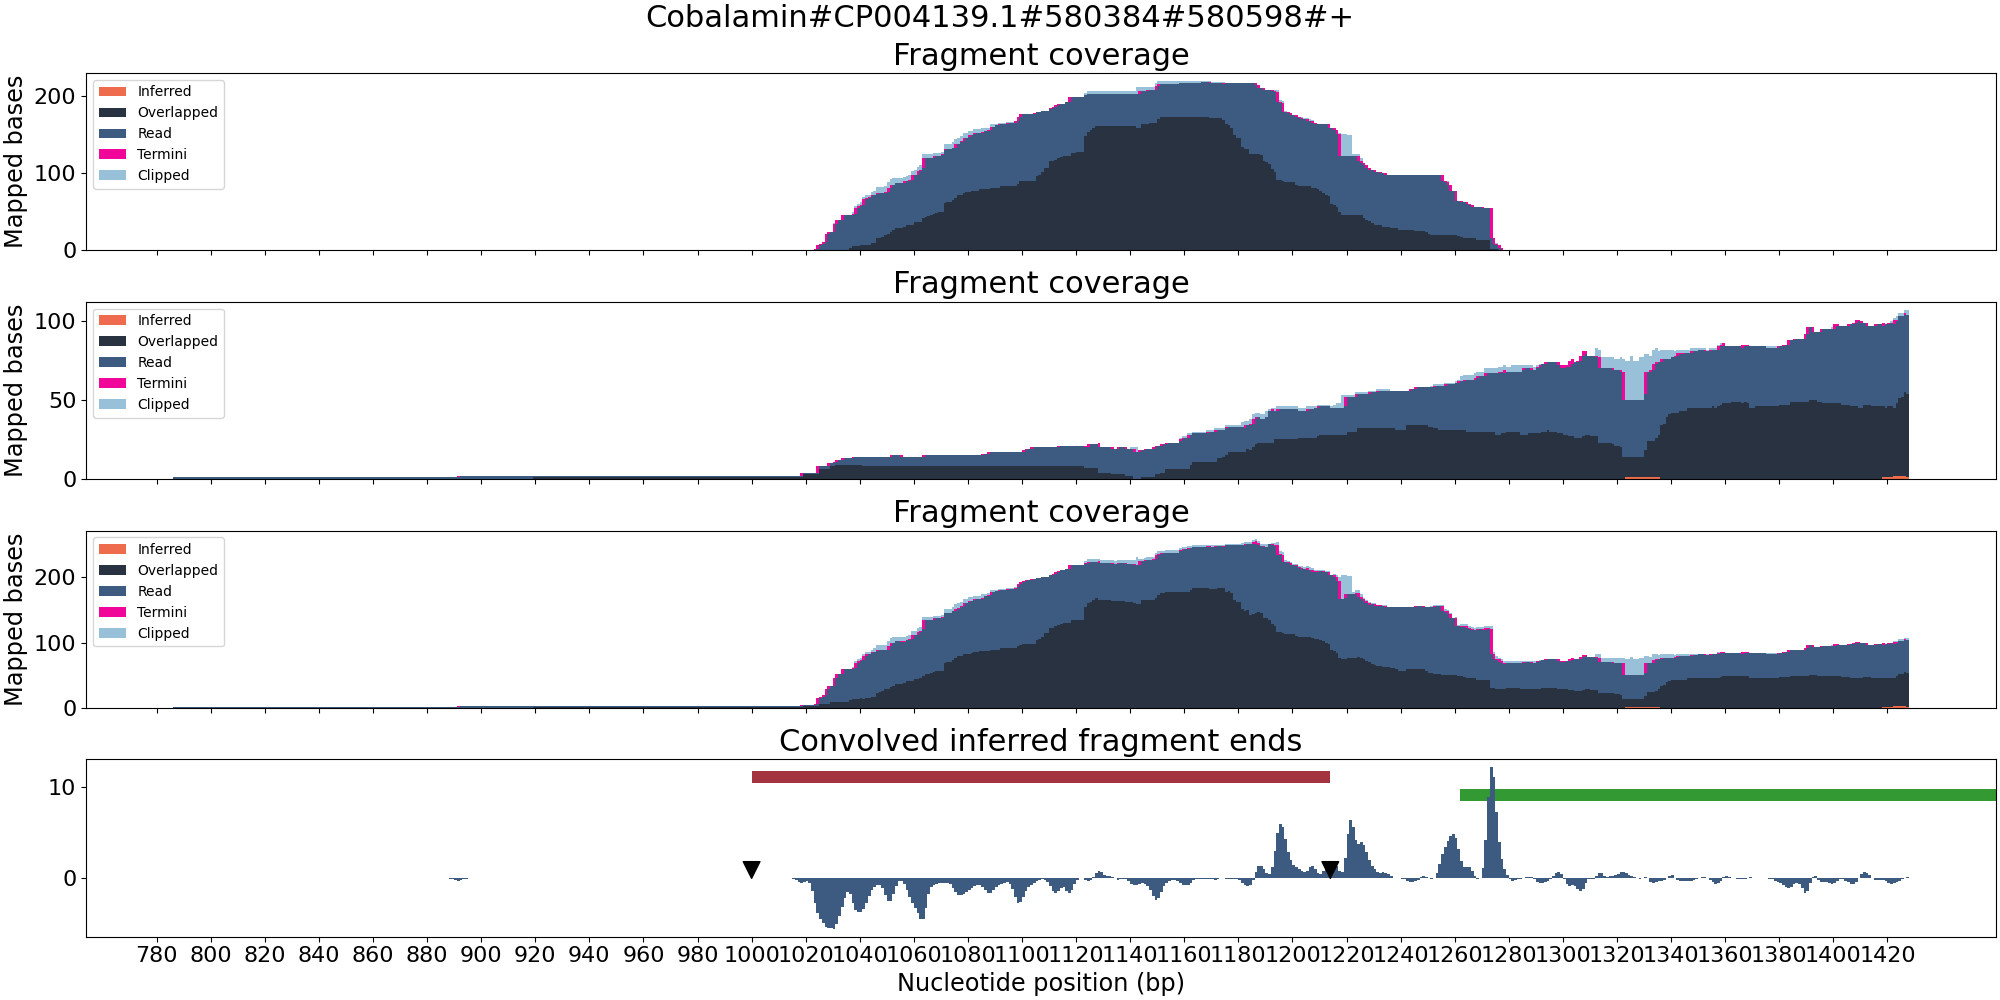 Cobalamin#CP004139.1#580384#580598#+
Fragment coverage
Mapped bases
200
100
0
Inferred
Overlapped
Read
Termini
Clipped
Fragment coverage
Mapped bases
100
50
0
Inferred
Overlapped
Read
Termini
Clipped
Fragment coverage
Mapped bases
200
100
0
Inferred
Overlapped
Read
Termini
Clipped
Convolved inferred fragment ends
10
0
780 800 820 840 860 880 900 920 940 960 980 1000 1020 1040 1060 1080 1100 1120 1140 1160 1180 1200 1220 1240 1260 1280 1300 1320 1340 1360 1380 1400 1420
Nucleotide position (bp)